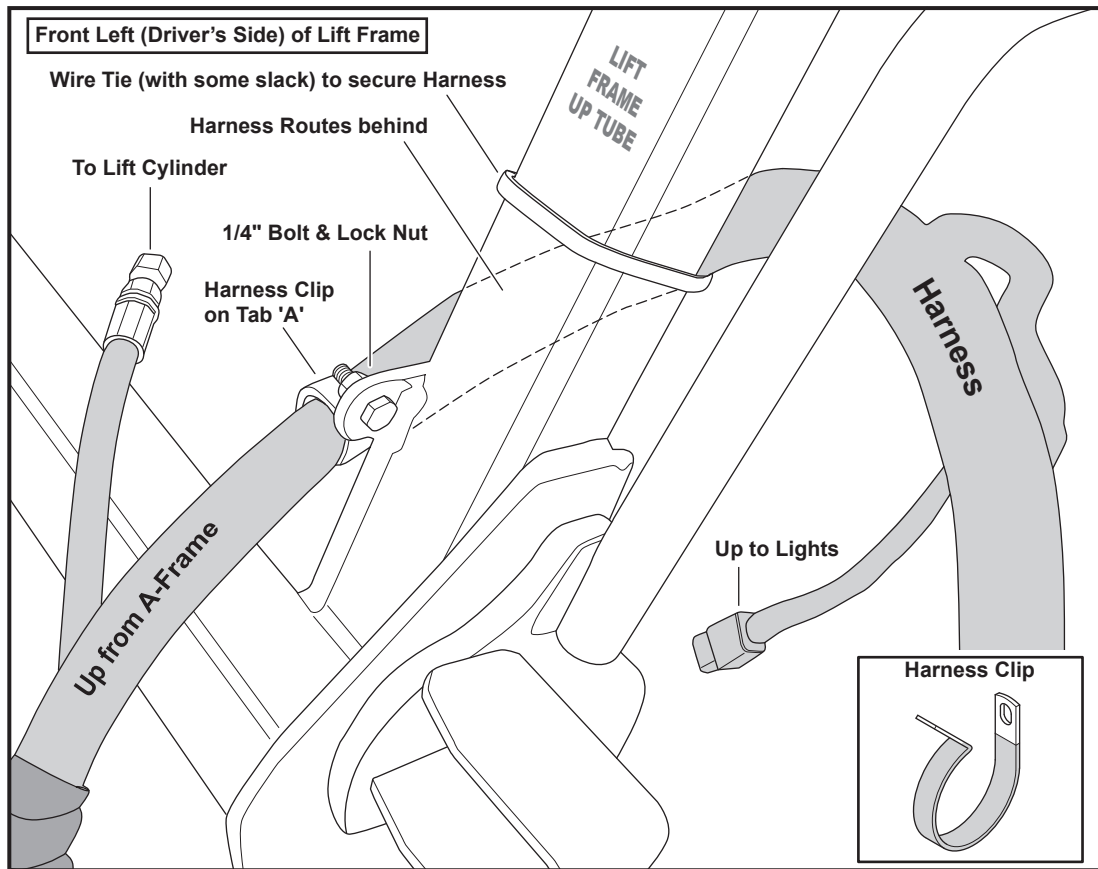 Front Left (Driver's Side) of Lift Frame
Wire Tie (with some slack) to secure Harness
Harness Routes behind
To Lift Cylinder
1/4" Bolt & Lock Nut
Harness Clip
on Tab 'A'
LIFT
FRAME
UP TUBE
Harness
Up from A-Frame
Up to Lights
Harness Clip